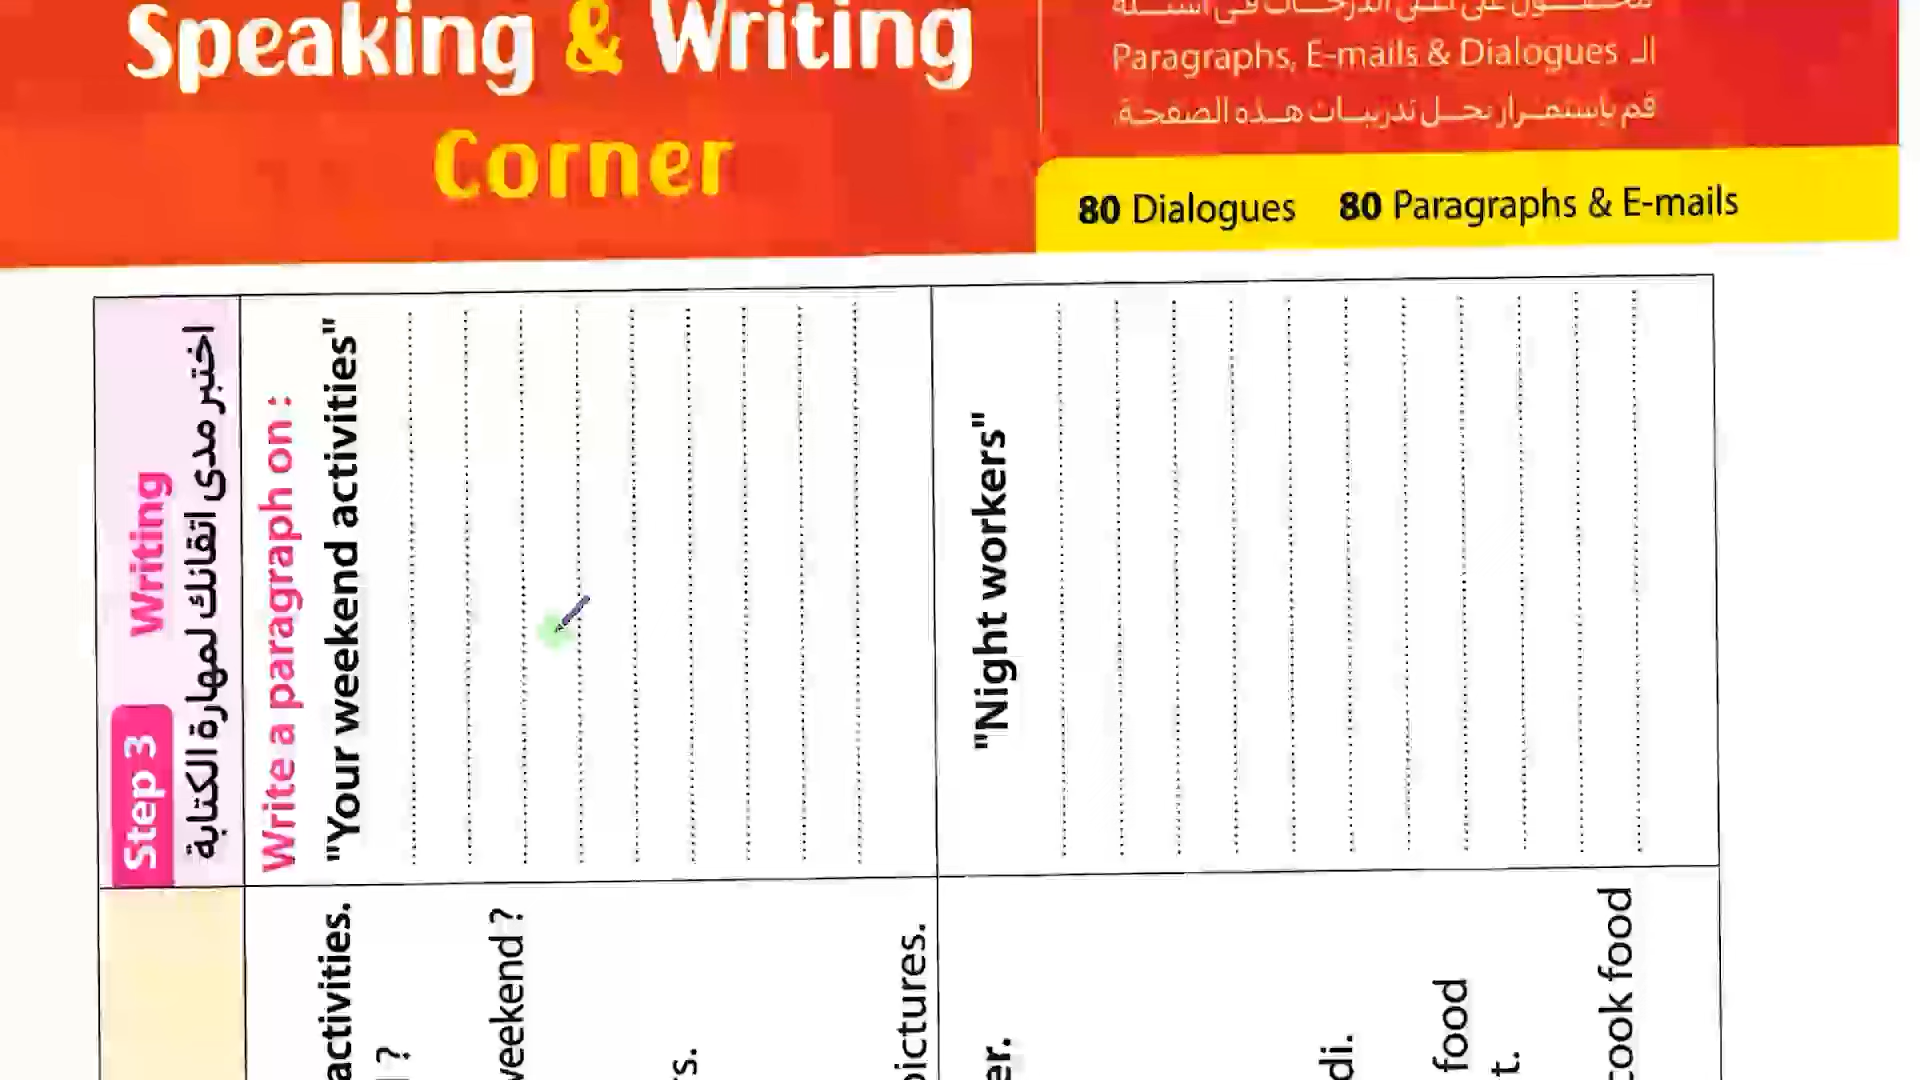 Speaking & Writing
Corner
الـ Paragraphs, E-mails & Dialogues
قم باستمرار بحل تدريبات هذه الصفحة
80 Dialogues 80 Paragraphs & E-mails
Step 3 Writing
اختبر مدى اتقانك لمهارة الكتابة
Write a paragraph on :
"Your weekend activities"
"Night workers"
activities.
?
weekend ?
pictures.
food
cook food